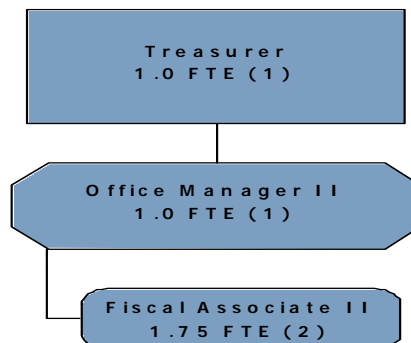 Treasurer
1.0 FTE (1)
Office Manager II
1.0 FTE (1)
Fiscal Associate II
1.75 FTE (2)